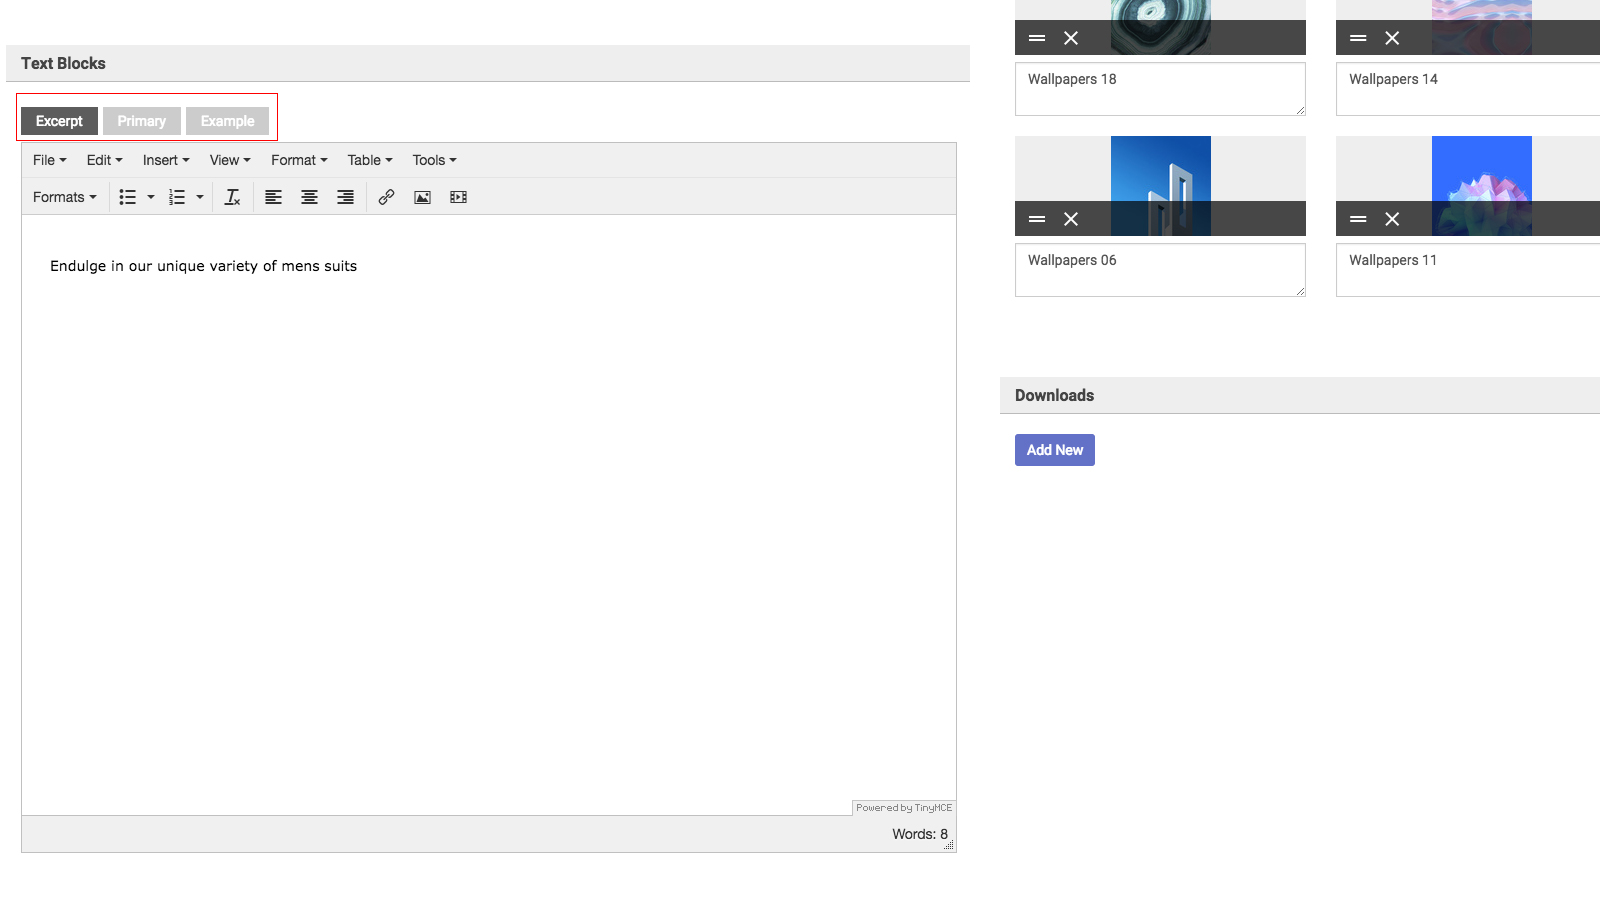 Text Blocks
Excerpt Primary Example
File Edit Insert View Format Table Tools
Formats
Endulge in our unique variety of mens suits
Powered by TinyMCE
Words: 8
Wallpapers 18
Wallpapers 14
Wallpapers 06
Wallpapers 11
Downloads
Add New